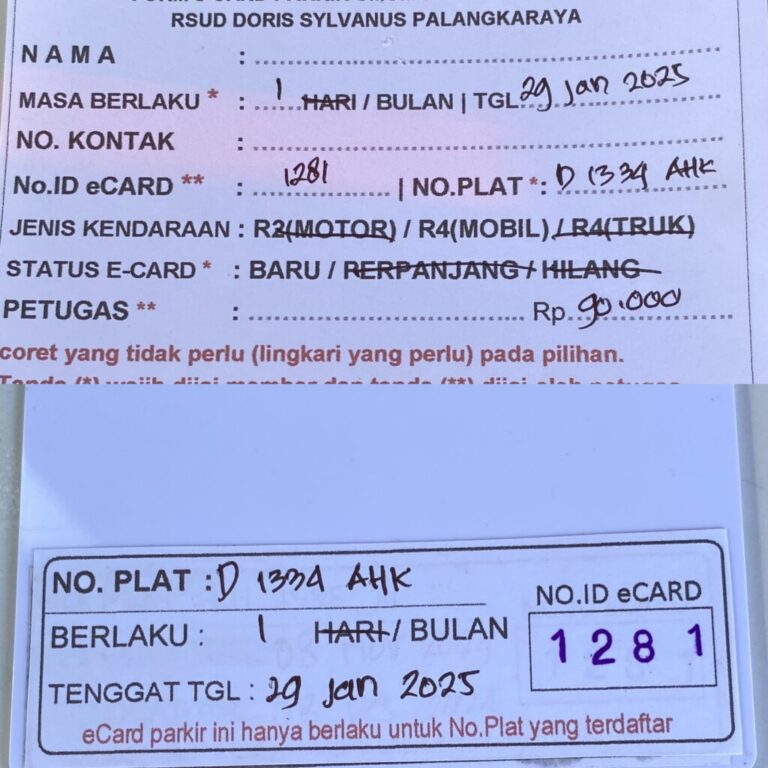 RSUD DORIS SYLVANUS PALANGKARAYA
NAMA : 
MASA BERLAKU * : 1 HARI / BULAN | TGL 29 Jan 2025
NO. KONTAK :
No.ID eCARD ** : 1281 | NO.PLAT *: D 1334 AHK
JENIS KENDARAAN : R2(MOTOR) / R4(MOBIL) / R4(TRUK)
STATUS E-CARD * : BARU / PERPANJANG / HILANG
PETUGAS ** : Rp. 90.000
coret yang tidak perlu (lingkari yang perlu) pada pilihan.
NO. PLAT : D 1334 AHK
BERLAKU : 1 HARI / BULAN
TENGGAT TGL : 29 Jan 2025
NO.ID eCARD
1281
eCard parkir ini hanya berlaku untuk No.Plat yang terdaftar